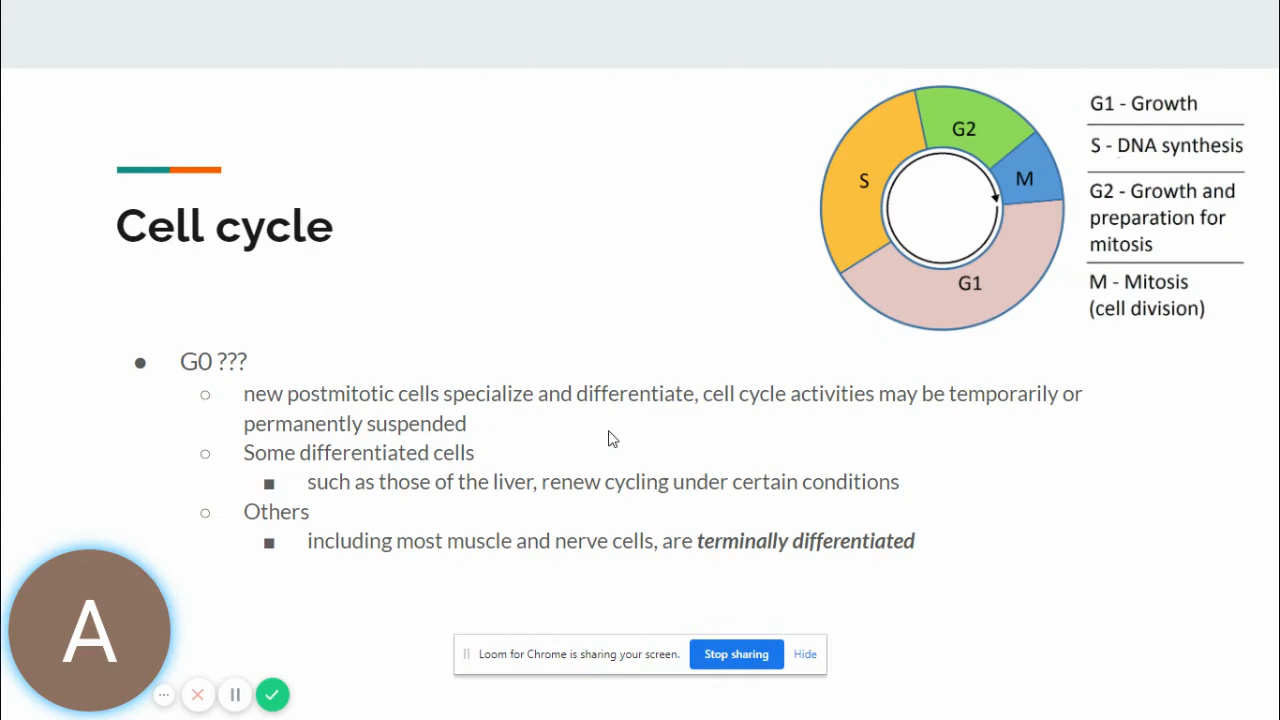 G2
S
M
G1
G1 - Growth
S - DNA synthesis
G2 - Growth and
preparation for
mitosis
M - Mitosis
(cell division)
Cell cycle
● G0 ???
○ new postmitotic cells specialize and differentiate, cell cycle activities may be temporarily or
permanently suspended
○ Some differentiated cells
■ such as those of the liver, renew cycling under certain conditions
○ Others
■ including most muscle and nerve cells, are terminally differentiated
A
Loom for Chrome is sharing your screen. Stop sharing Hide